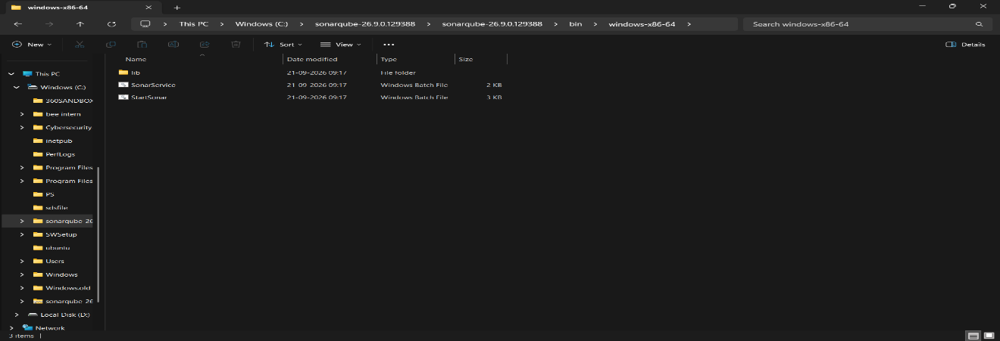 windows-x86-64
This PC > Windows (C:) > sonarqube-26.9.0.129388 > sonarqube-26.9.0.129388 > bin > windows-x86-64 >
Search windows-x86-64
New
Sort
View
Details
Name Date modified Type Size
lib 21-09-2026 09:17 File folder
SonarService 21-09-2026 09:17 Windows Batch File 2 KB
StartSonar 21-09-2026 09:17 Windows Batch File 3 KB
This PC
Windows (C:)
360SANDBOX
bee intern
Cybersecurity
inetpub
PerfLogs
Program Files
Program Files
PS
sdsfile
sonarqube-26
SWSetup
ubuntu
Users
Windows
Windows.old
sonarqube-26
Local Disk (D:)
Network
3 items